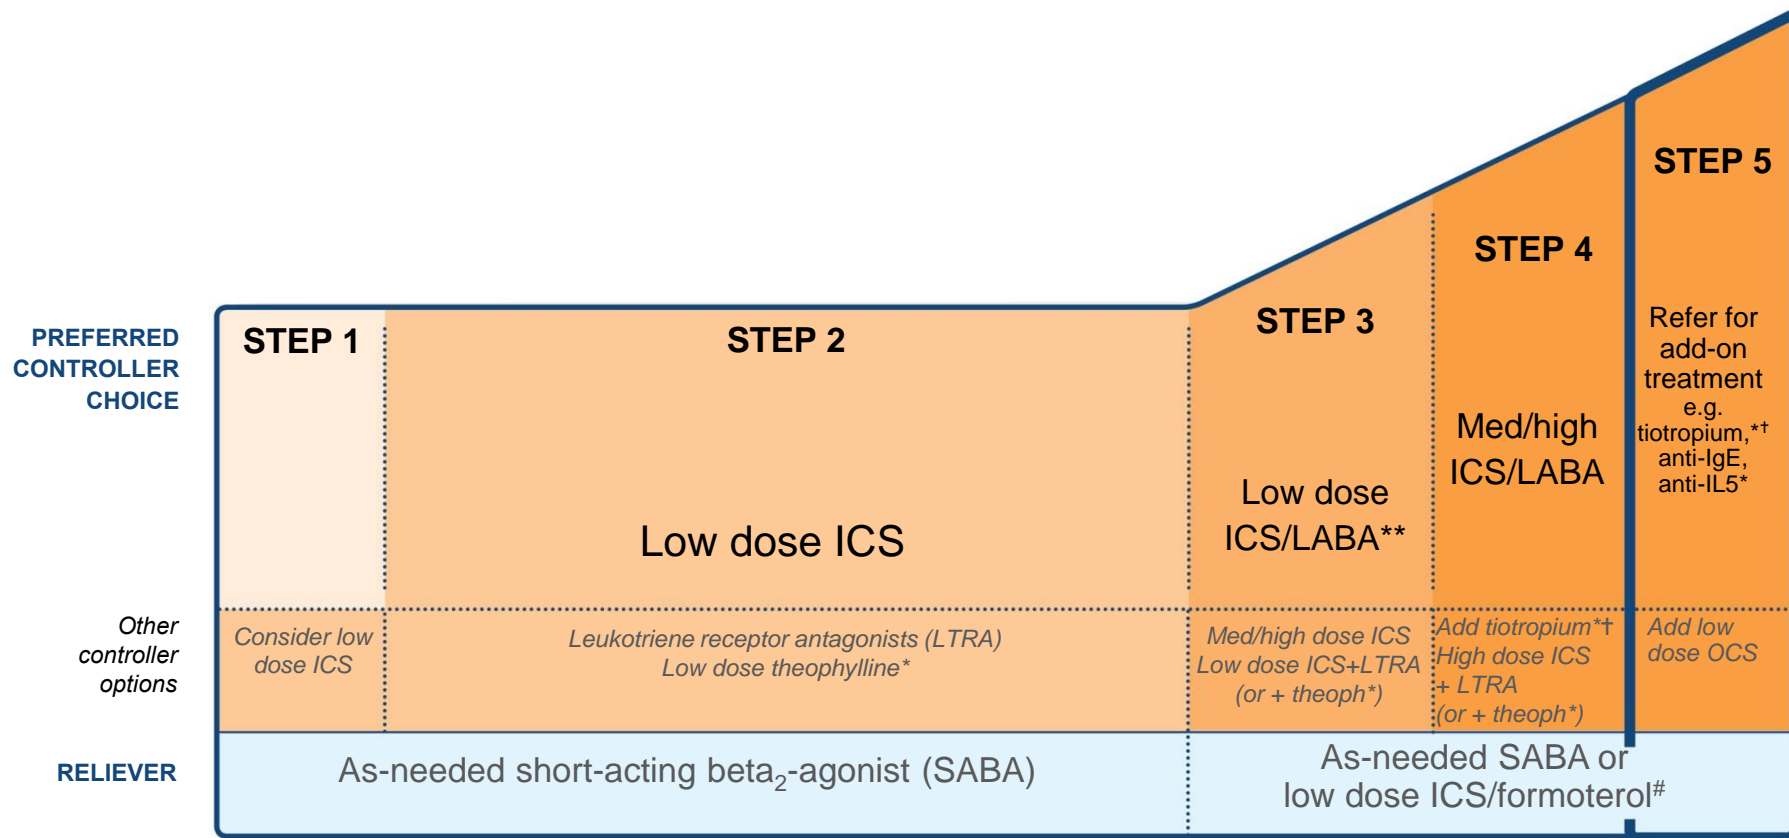 PREFERRED
CONTROLLER
CHOICE
STEP 1
STEP 2
Low dose ICS
STEP 3
Low dose
ICS/LABA**
STEP 4
Med/high
ICS/LABA
STEP 5
Refer for
add-on
treatment
e.g.
tiotropium,*†
anti-IgE,
anti-IL5*
Other
controller
options
Consider low
dose ICS
Leukotriene receptor antagonists (LTRA)
Low dose theophylline*
Med/high dose ICS
Low dose ICS+LTRA
(or + theoph*)
Add tiotropium*†
High dose ICS
+ LTRA
(or + theoph*)
Add low
dose OCS
RELIEVER
As-needed short-acting beta₂-agonist (SABA)
As-needed SABA or
low dose ICS/formoterol#